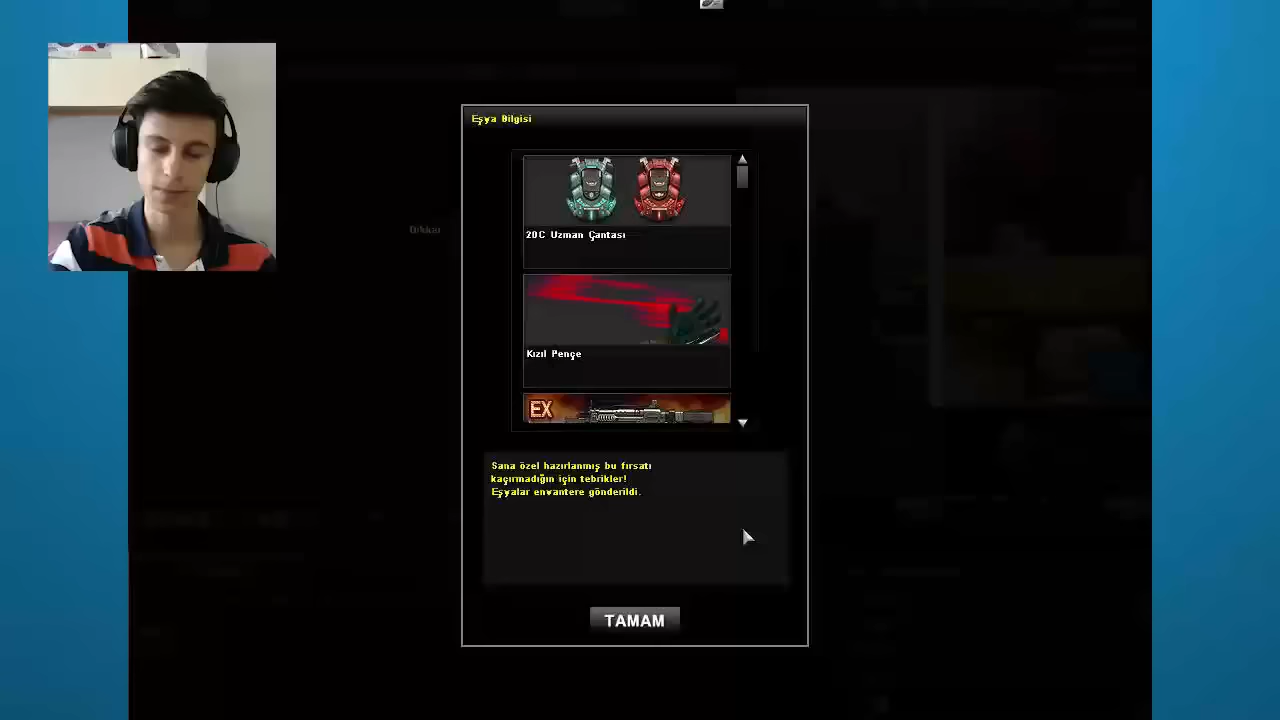 Eşya Bilgisi
2DC Uzman Çantası
Kızıl Pençe
EX
Sana özel hazırlanmış bu fırsatı
kaçırmadığın için tebrikler!
Eşyalar envantere gönderildi.
TAMAM